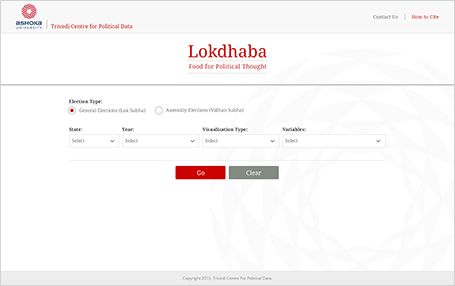 ASHOKA
UNIVERSITY
Trivedi Centre for Political Data
Contact Us
How to Cite
Lokdhaba
Food for Political Thought
Election Type:
General Elections (Lok Sabha)
Assembly Elections (Vidhan Sabha)
State: Year: Visualization Type: Variables:
Select Select Select Select
Go Clear
Copyright 2015, Trivedi Centre For Political Data.